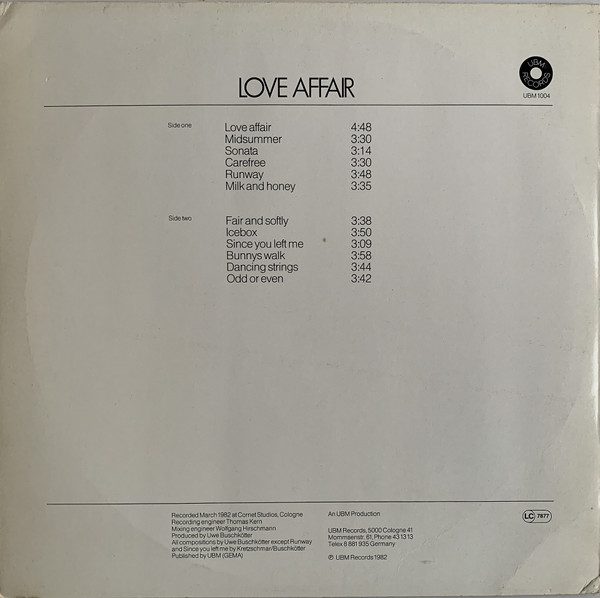 UBM
RECORDS
UBM 1004
LOVE AFFAIR
Side one
Love affair 4:48
Midsummer 3:30
Sonata 3:14
Carefree 3:30
Runway 3:48
Milk and honey 3:35
Side two
Fair and softly 3:38
Icebox 3:50
Since you left me 3:09
Bunnys walk 3:58
Dancing strings 3:44
Odd or even 3:42
Recorded March 1982 at Cornet Studios, Cologne
Recording engineer Thomas Kern
Mixing engineer Wolfgang Hirschmann
Produced by Uwe Buschkötter
All compositions by Uwe Buschkötter except Runway
and Since you left me by Kretzschmar/Buschkötter
Published by UBM (GEMA)
An UBM Production
UBM Records, 5000 Cologne 41
Mommsenstr. 61, Phone 43 13 13
Telex 8 881 935 Germany
℗ UBM Records 1982
LC 7677